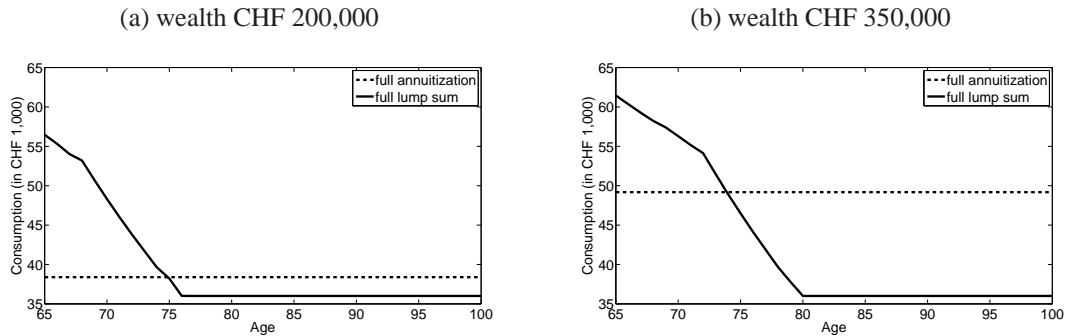 (a) wealth CHF 200,000
65
60
55
50
45
40
35
65 70 75 80 85 90 95 100
Age
Consumption (in CHF 1,000)
full annuitization
full lump sum
(b) wealth CHF 350,000
65
60
55
50
45
40
35
65 70 75 80 85 90 95 100
Age
Consumption (in CHF 1,000)
full annuitization
full lump sum